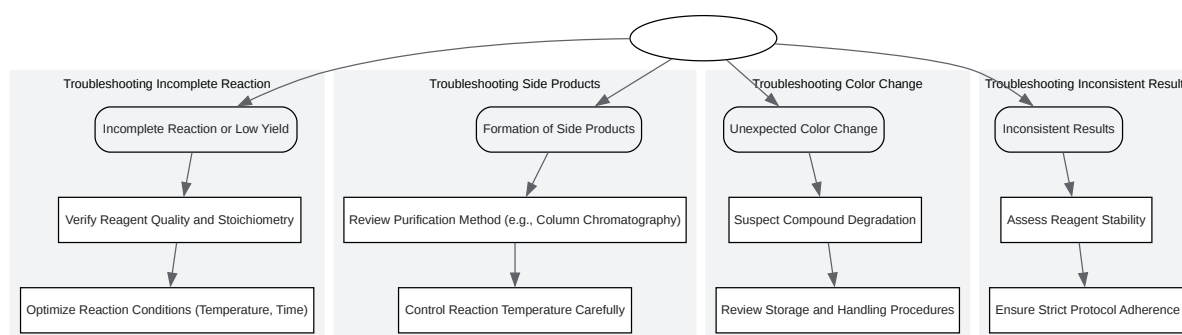 Troubleshooting Incomplete Reaction
Incomplete Reaction or Low Yield
Verify Reagent Quality and Stoichiometry
Optimize Reaction Conditions (Temperature, Time)
Troubleshooting Side Products
Formation of Side Products
Review Purification Method (e.g., Column Chromatography)
Control Reaction Temperature Carefully
Troubleshooting Color Change
Unexpected Color Change
Suspect Compound Degradation
Review Storage and Handling Procedures
Troubleshooting Inconsistent Result
Inconsistent Results
Assess Reagent Stability
Ensure Strict Protocol Adherence